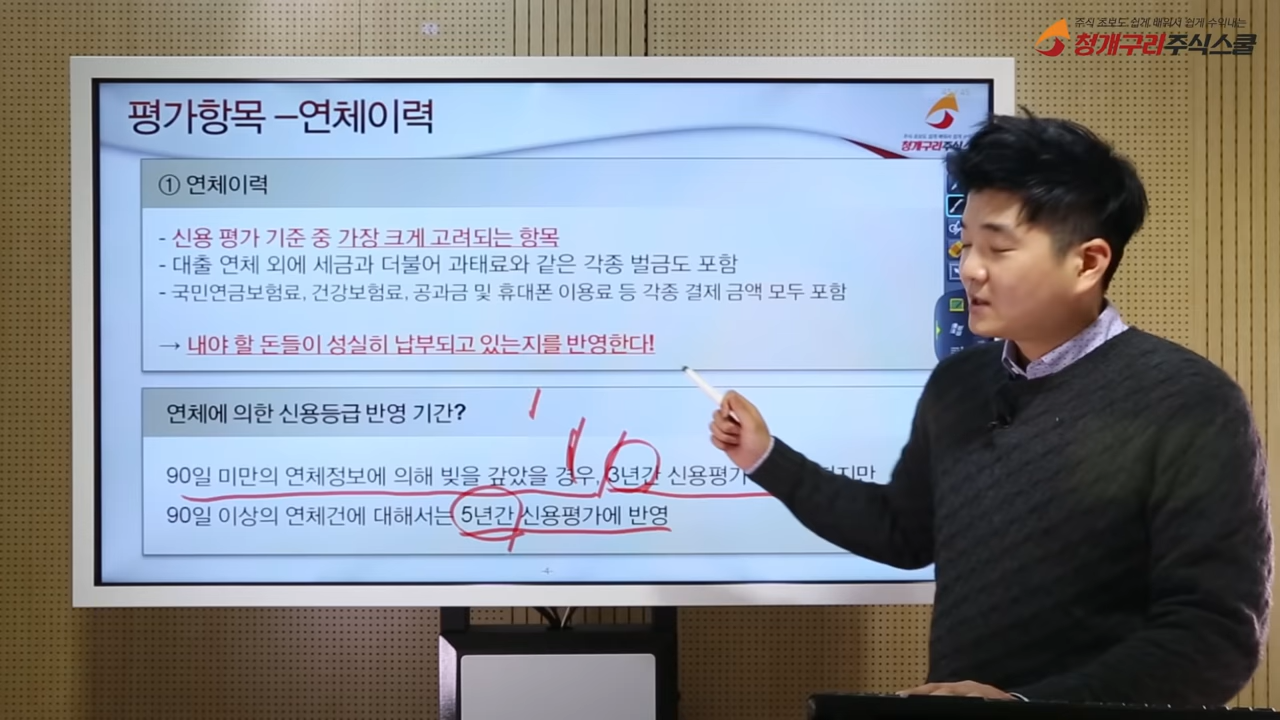 주식 초보도 쉽게 배워서 쉽게 수익내는
청개구리주식스쿨
평가항목 –연체이력
청개구리주식스
① 연체이력
- 신용 평가 기준 중 가장 크게 고려되는 항목
- 대출 연체 외에 세금과 더불어 과태료와 같은 각종 벌금도 포함
- 국민연금보험료, 건강보험료, 공과금 및 휴대폰 이용료 등 각종 결제 금액 모두 포함
→ 내야 할 돈들이 성실히 납부되고 있는지를 반영한다!
연체에 의한 신용등급 반영 기간?
90일 미만의 연체정보에 의해 빚을 갚았을 경우, 3년간 신용평가
90일 이상의 연체건에 대해서는 5년간 신용평가에 반영